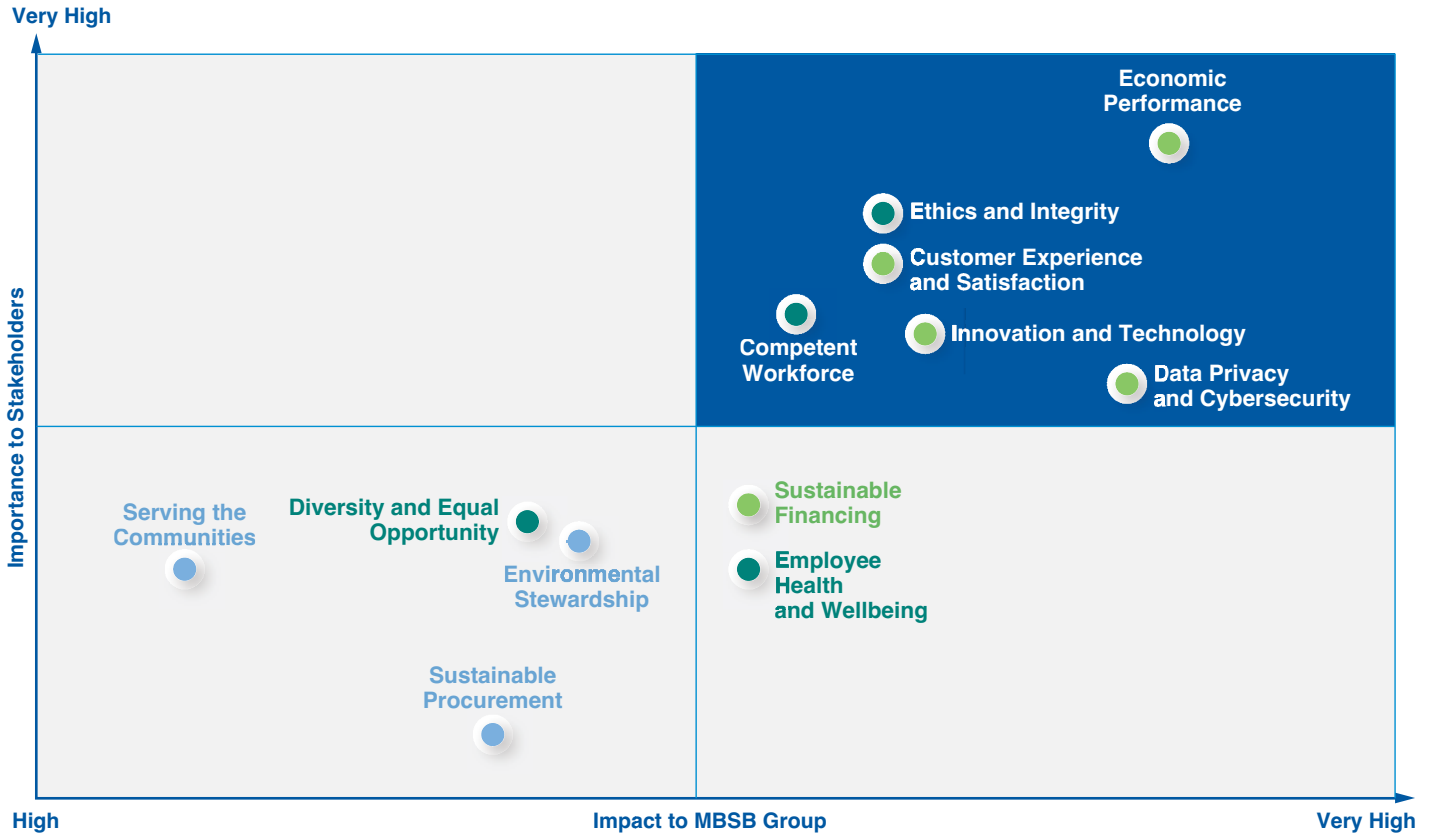 Very High
Importance to Stakeholders
Economic
Performance
Ethics and Integrity
Customer Experience
and Satisfaction
Competent
Workforce
Innovation and Technology
Data Privacy
and Cybersecurity
Serving the
Communities
Diversity and Equal
Opportunity
Environmental
Stewardship
Sustainable
Financing
Employee
Health
and Wellbeing
Sustainable
Procurement
High
Impact to MBSB Group
Very High